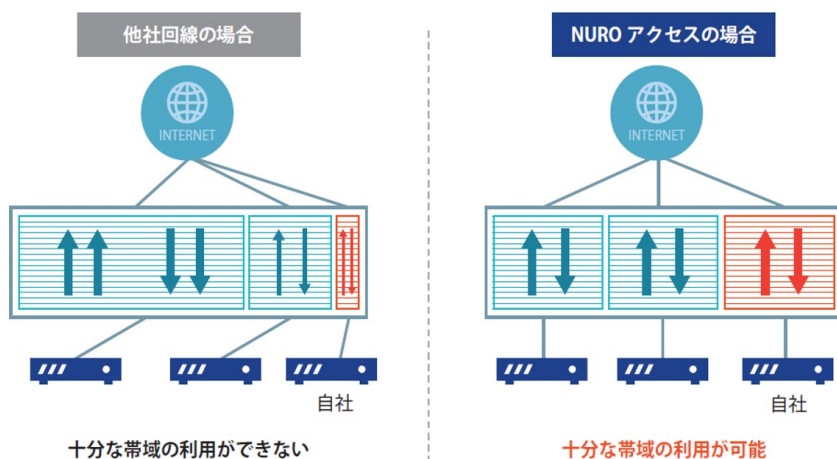 他社回線の場合
INTERNET
自社
十分な帯域の利用ができない
NURO アクセスの場合
INTERNET
自社
十分な帯域の利用が可能